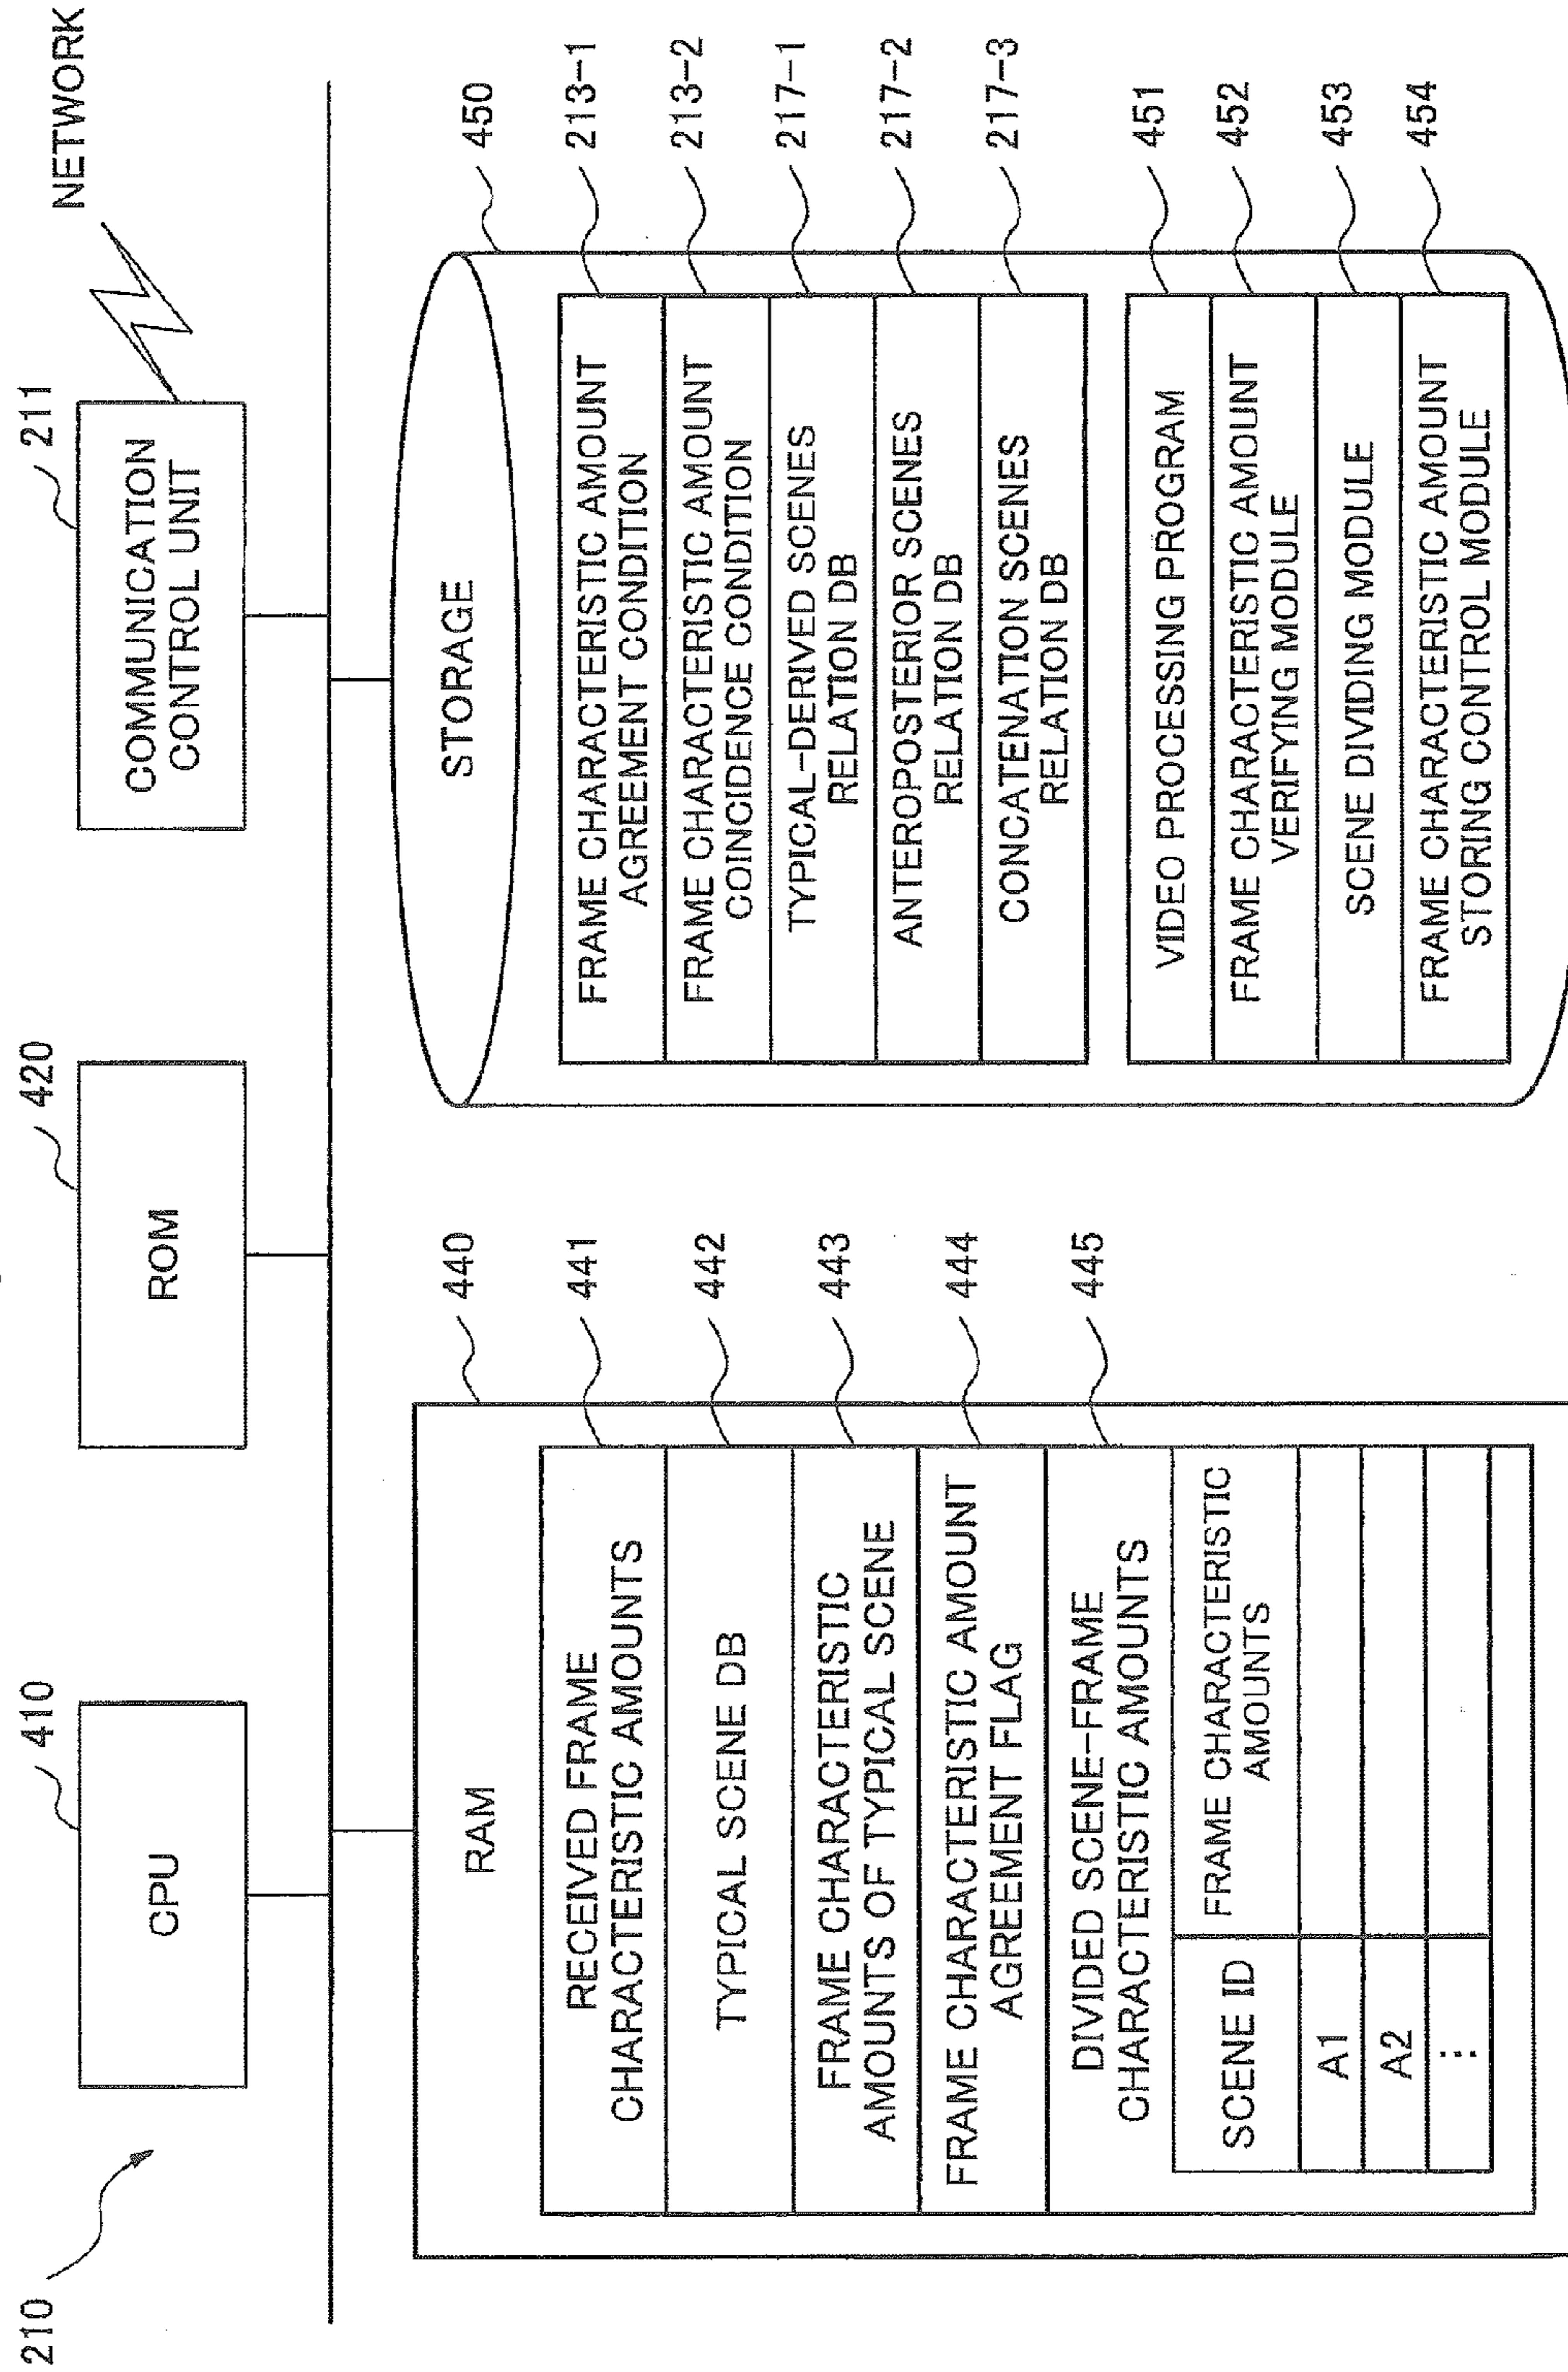 210
CPU
410
ROM
420
COMMUNICATION
CONTROL UNIT
211
NETWORK
RAM
440
RECEIVED FRAME
CHARACTERISTIC AMOUNTS
441
TYPICAL SCENE DB
442
FRAME CHARACTERISTIC
AMOUNTS OF TYPICAL SCENE
443
FRAME CHARACTERISTIC AMOUNT
AGREEMENT FLAG
444
DIVIDED SCENE-FRAME
CHARACTERISTIC AMOUNTS
445
SCENE ID
FRAME CHARACTERISTIC
AMOUNTS
A1
A2
...
STORAGE
450
FRAME CHARACTERISTIC AMOUNT
AGREEMENT CONDITION
213-1
FRAME CHARACTERISTIC AMOUNT
COINCIDENCE CONDITION
213-2
TYPICAL-DERIVED SCENES
RELATION DB
217-1
ANTEROPOSTERIOR SCENES
RELATION DB
217-2
CONCATENATION SCENES
RELATION DB
217-3
VIDEO PROCESSING PROGRAM
451
FRAME CHARACTERISTIC AMOUNT
VERIFYING MODULE
452
SCENE DIVIDING MODULE
453
FRAME CHARACTERISTIC AMOUNT
STORING CONTROL MODULE
454